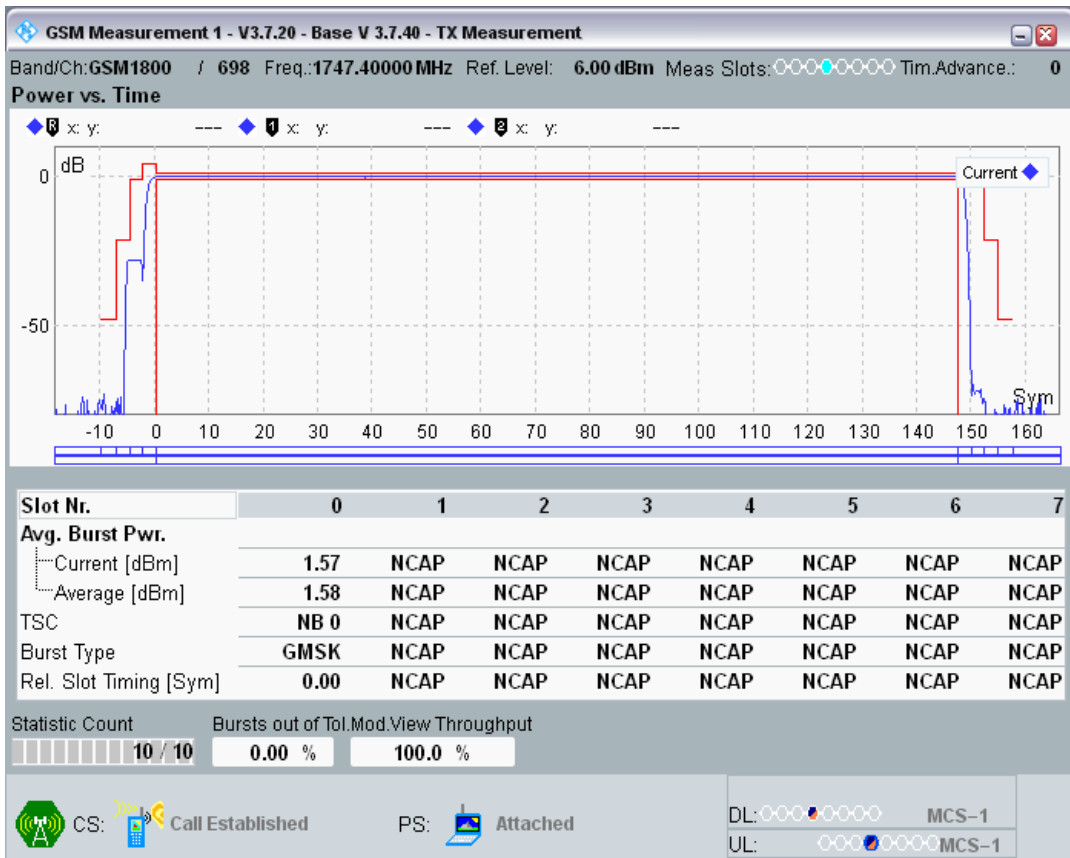 GSM Measurement 1 - V3.7.20 - Base V 3.7.40 - TX Measurement
Band/Ch:GSM1800 / 698 Freq.:1747.40000 MHz Ref. Level: 6.00 dBm Meas Slots: Tim.Advance.: 0
Power vs. Time
R x: y: --- 1 x: y: --- 2 x: y: ---
dB
Current
0
-50
Sym
-10 0 10 20 30 40 50 60 70 80 90 100 110 120 130 140 150 160
Slot Nr. 0 1 2 3 4 5 6 7
Avg. Burst Pwr.
Current [dBm] 1.57 NCAP NCAP NCAP NCAP NCAP NCAP NCAP
Average [dBm] 1.58 NCAP NCAP NCAP NCAP NCAP NCAP NCAP
TSC NB 0 NCAP NCAP NCAP NCAP NCAP NCAP NCAP
Burst Type GMSK NCAP NCAP NCAP NCAP NCAP NCAP NCAP
Rel. Slot Timing [Sym] 0.00 NCAP NCAP NCAP NCAP NCAP NCAP NCAP
Statistic Count Bursts out of Tol.Mod.View Throughput
10 / 10 0.00 % 100.0 %
CS: Call Established PS: Attached
DL: MCS-1
UL: MCS-1